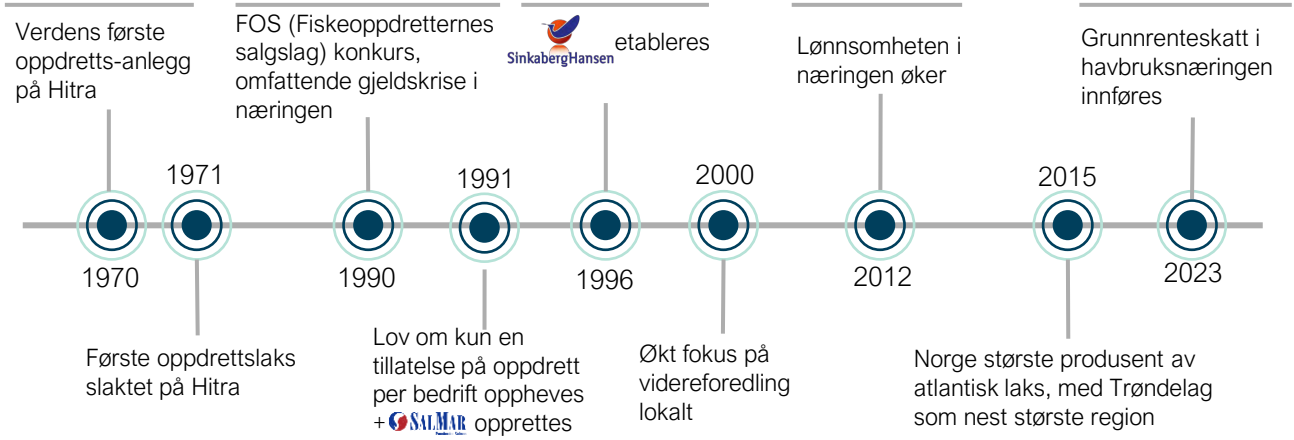 Verdens første
oppdretts-anlegg
på Hitra
FOS (Fiskeoppdretternes
salgslag) konkurs,
omfattende gjeldskrise i
næringen
SinkabergHansen etableres
Lønnsomheten i
næringen øker
Grunnrenteskatt i
havbruksnæringen
innføres
1971
1991
2000
2015
1970
1990
1996
2012
2023
Første oppdrettslaks
slaktet på Hitra
Lov om kun en
tillatelse på oppdrett
per bedrift oppheves
+ SALMAR opprettes
Økt fokus på
videreforedling
lokalt
Norge største produsent av
atlantisk laks, med Trøndelag
som nest største region